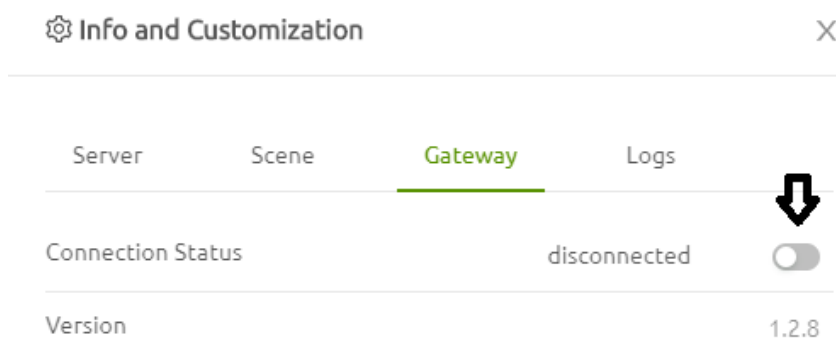 Info and Customization
Server Scene Gateway Logs
Connection Status disconnected
Version 1.2.8